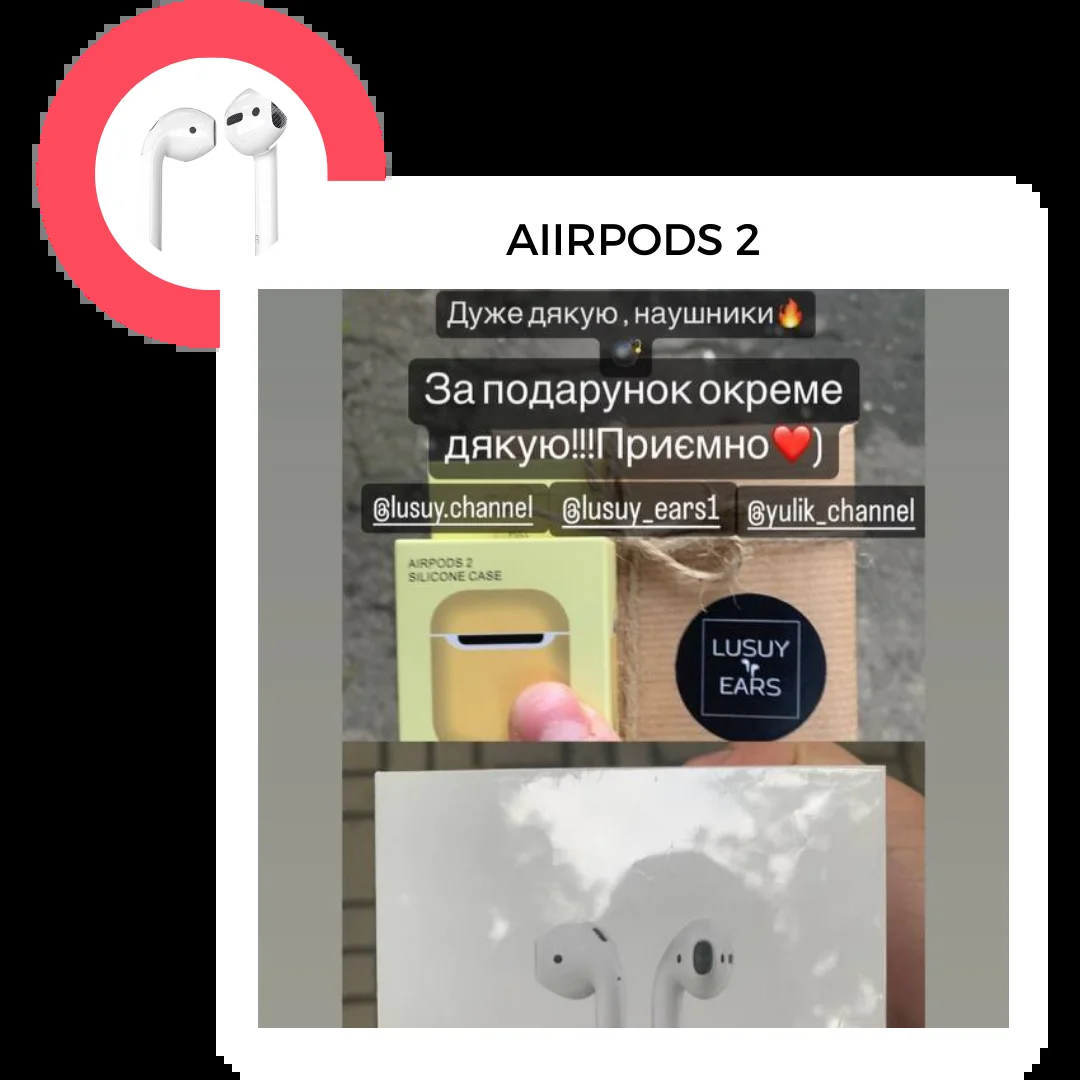 AIIRPODS 2
Дуже дякую , наушники🔥
💣
За подарунок окреме
дякую!!!Приємно❤️)
@lusuy.channel @lusuy_ears1 @yulik_channel
AIRPODS 2
SILICONE CASE
LUSUY
EARS